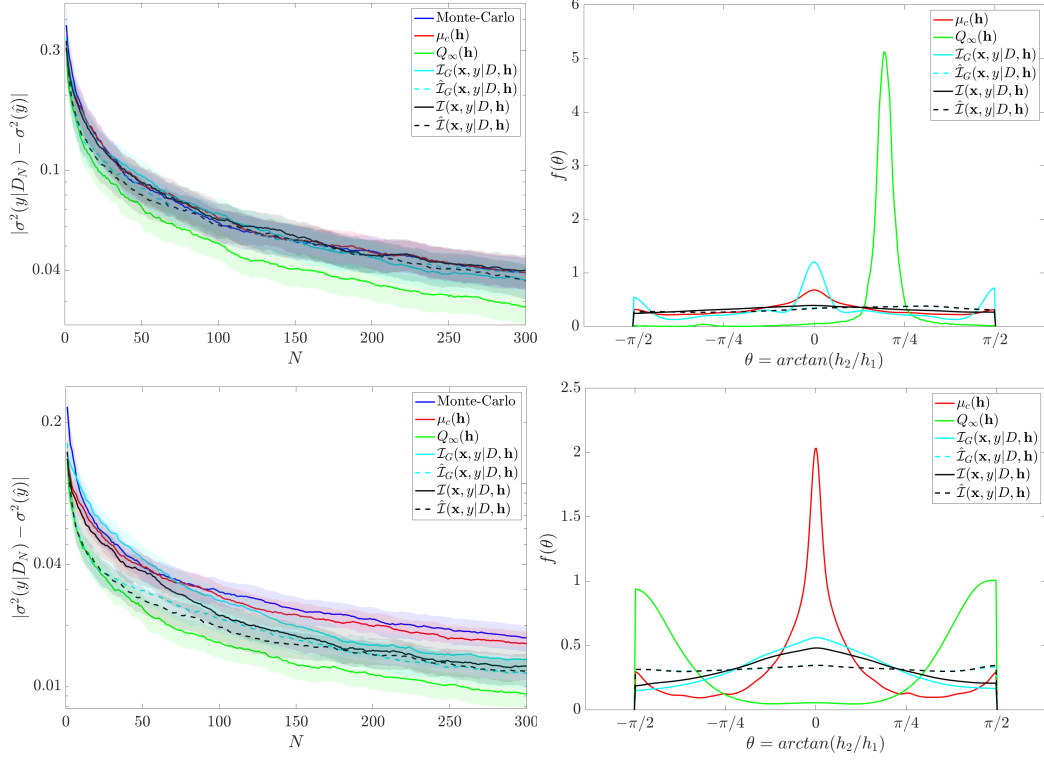 |σ²(y|D_N) − σ²(ŷ)|
0.3
0.1
0.04
0 50 100 150 200 250 300
N
Monte-Carlo
μ_c(h)
Q_∞(h)
I_G(x, y|D, h)
Î_G(x, y|D, h)
I(x, y|D, h)
Î(x, y|D, h)
f(θ)
6
5
4
3
2
1
0
−π/2 −π/4 0 π/4 π/2
θ = arctan(h₂/h₁)
μ_c(h)
Q_∞(h)
I_G(x, y|D, h)
Î_G(x, y|D, h)
I(x, y|D, h)
Î(x, y|D, h)
|σ²(y|D_N) − σ²(ŷ)|
0.2
0.04
0.01
0 50 100 150 200 250 300
N
Monte-Carlo
μ_c(h)
Q_∞(h)
I_G(x, y|D, h)
Î_G(x, y|D, h)
I(x, y|D, h)
Î(x, y|D, h)
f(θ)
2.5
2
1.5
1
0.5
0
−π/2 −π/4 0 π/4 π/2
θ = arctan(h₂/h₁)
μ_c(h)
Q_∞(h)
I_G(x, y|D, h)
Î_G(x, y|D, h)
I(x, y|D, h)
Î(x, y|D, h)